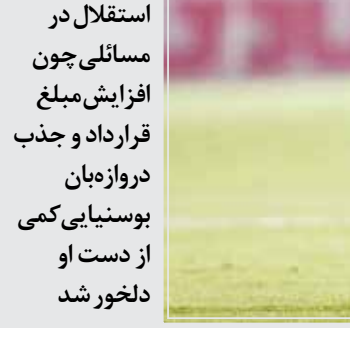 استقلال در
مسائلی چون
افزایش مبلغ
قرارداد و جذب
دروازه‌بان
بوسنیایی کمی
از دست او
دلخور شد